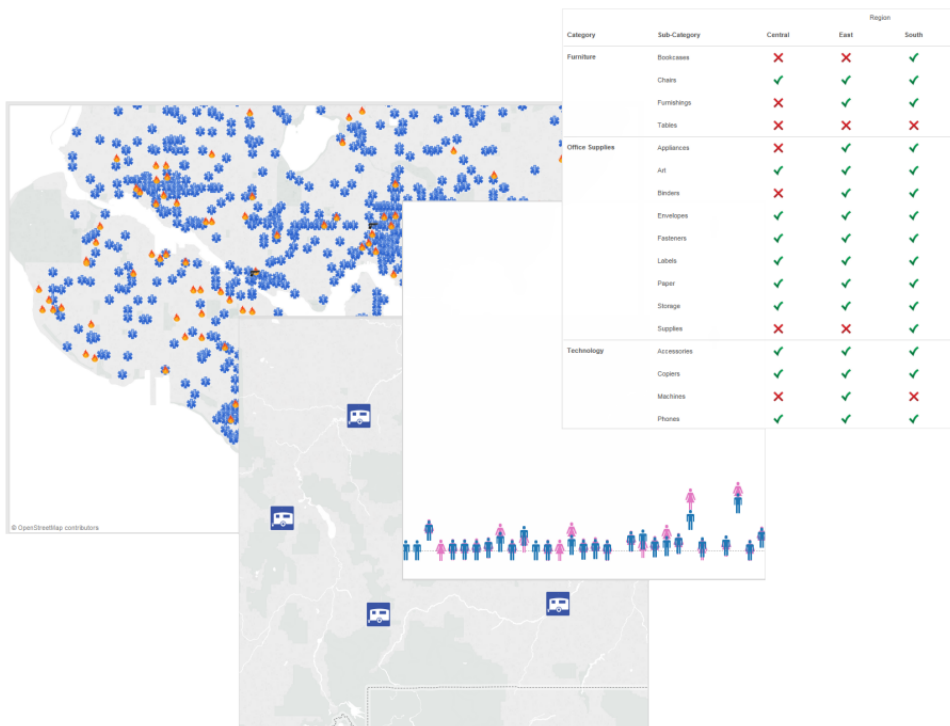 Region
Category Sub-Category Central East South
Furniture Bookcases
Chairs
Furnishings
Tables
Office Supplies Appliances
Art
Binders
Envelopes
Fasteners
Labels
Paper
Storage
Supplies
Technology Accessories
Copiers
Machines
Phones
© OpenStreetMap contributors